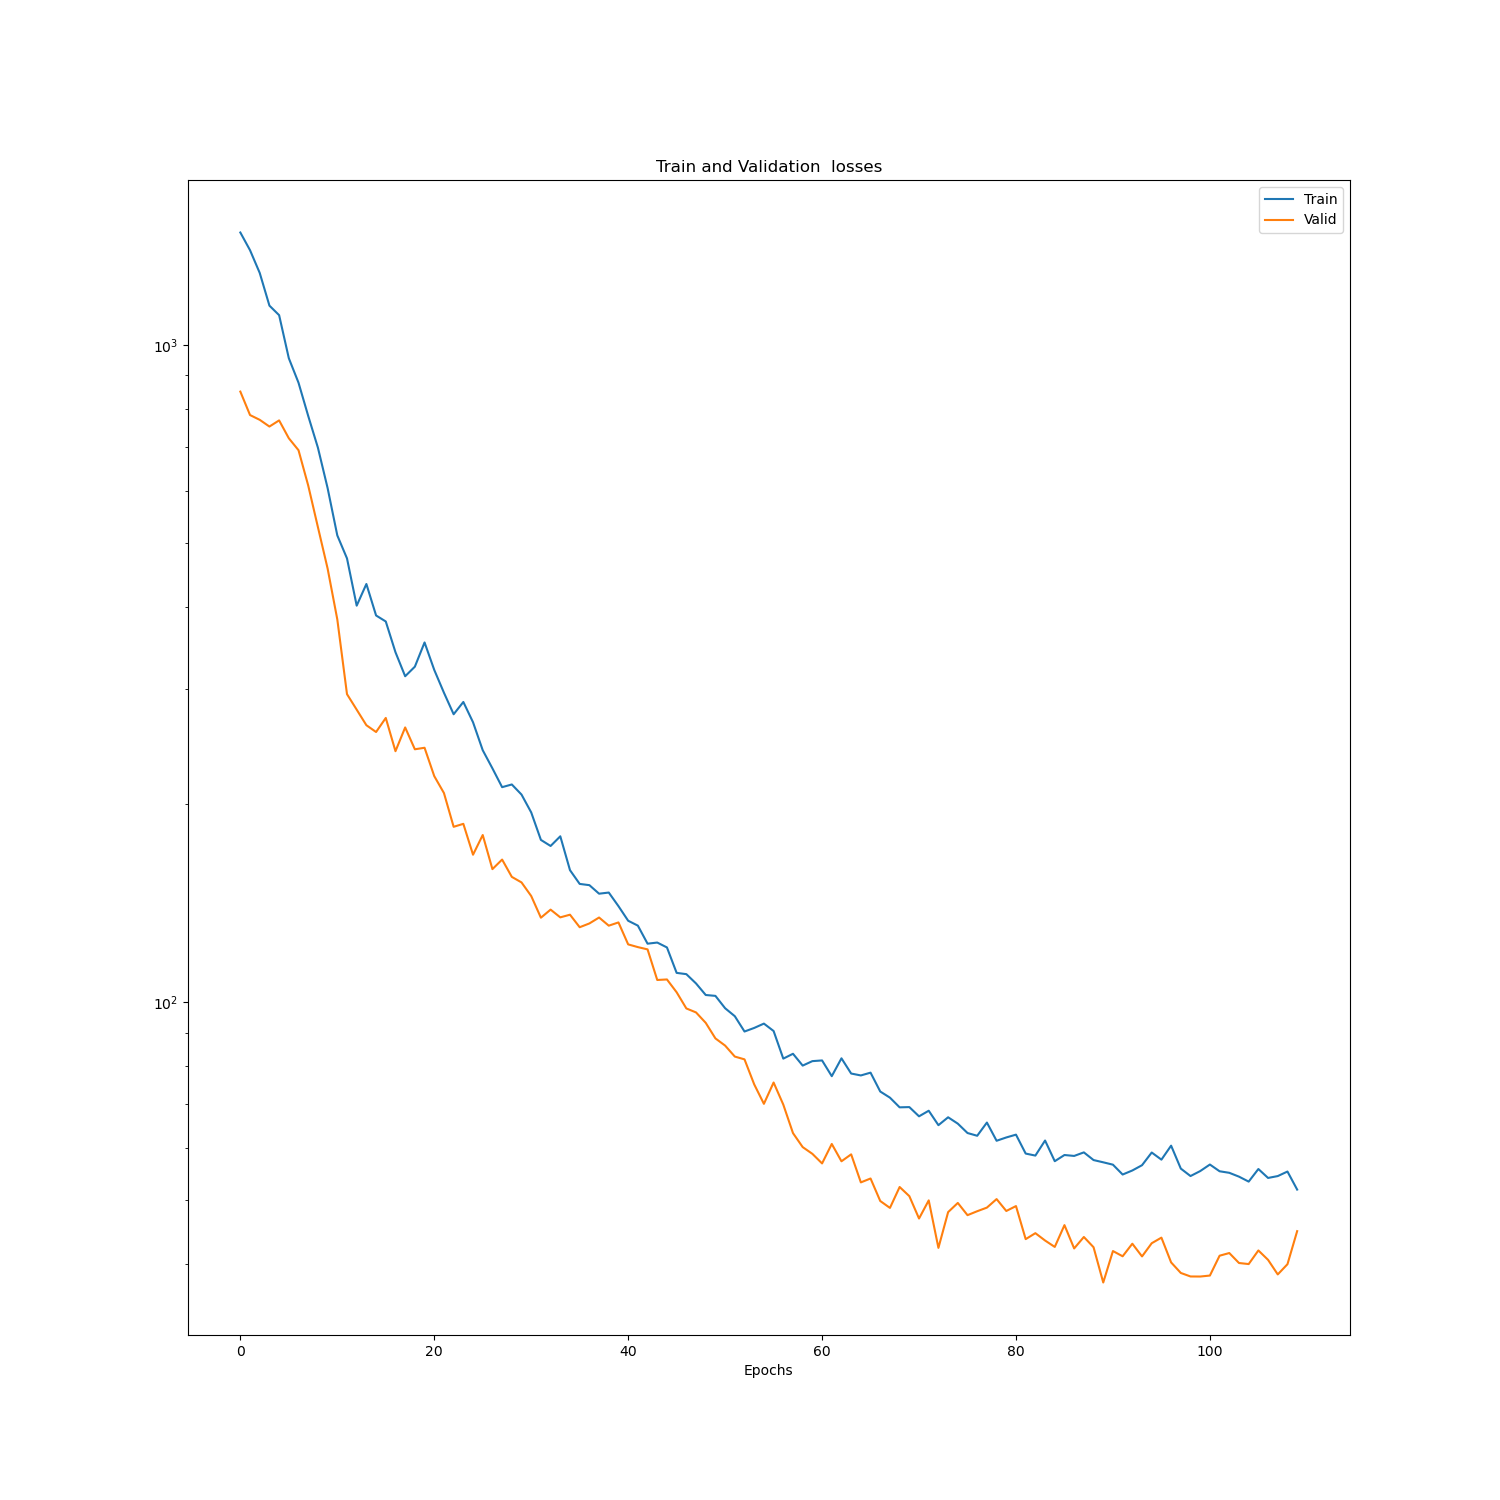 Train and Validation  losses
Train
Valid
10³
10²
0 20 40 60 80 100
Epochs